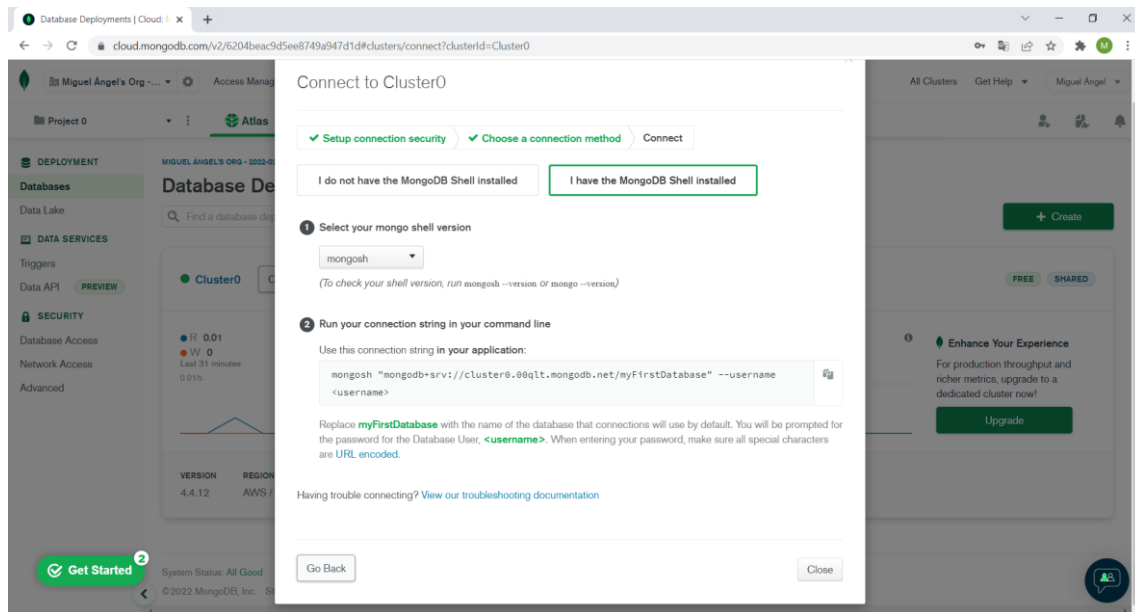 Database Deployments | Cloud:
cloud.mongodb.com/v2/6204beac9d5ee8749a947d1d#clusters/connect?clusterId=Cluster0
M
Miguel Ángel's Org -...
Access Manag
All Clusters
Get Help
Miguel Ángel
Project 0
Atlas
DEPLOYMENT
Databases
Data Lake
DATA SERVICES
Triggers
Data API PREVIEW
SECURITY
Database Access
Network Access
Advanced
MIGUEL ÁNGEL'S ORG - 2022-02
Database De
Find a database dep
+ Create
Cluster0
C
FREE SHARED
R 0.01
W 0
Last 31 minutes
0.01/s
VERSION REGION
4.4.12 AWS /
Enhance Your Experience
For production throughput and
richer metrics, upgrade to a
dedicated cluster now!
Upgrade
Connect to Cluster0
Setup connection security
Choose a connection method
Connect
I do not have the MongoDB Shell installed
I have the MongoDB Shell installed
1 Select your mongo shell version
mongosh
(To check your shell version, run mongosh --version or mongo --version)
2 Run your connection string in your command line
Use this connection string in your application:
mongosh "mongodb+srv://cluster0.00qlt.mongodb.net/myFirstDatabase" --username
<username>
Replace myFirstDatabase with the name of the database that connections will use by default. You will be prompted for
the password for the Database User, <username>. When entering your password, make sure all special characters
are URL encoded.
Having trouble connecting? View our troubleshooting documentation
Go Back
Close
Get Started
2
System Status: All Good
©2022 MongoDB, Inc. St